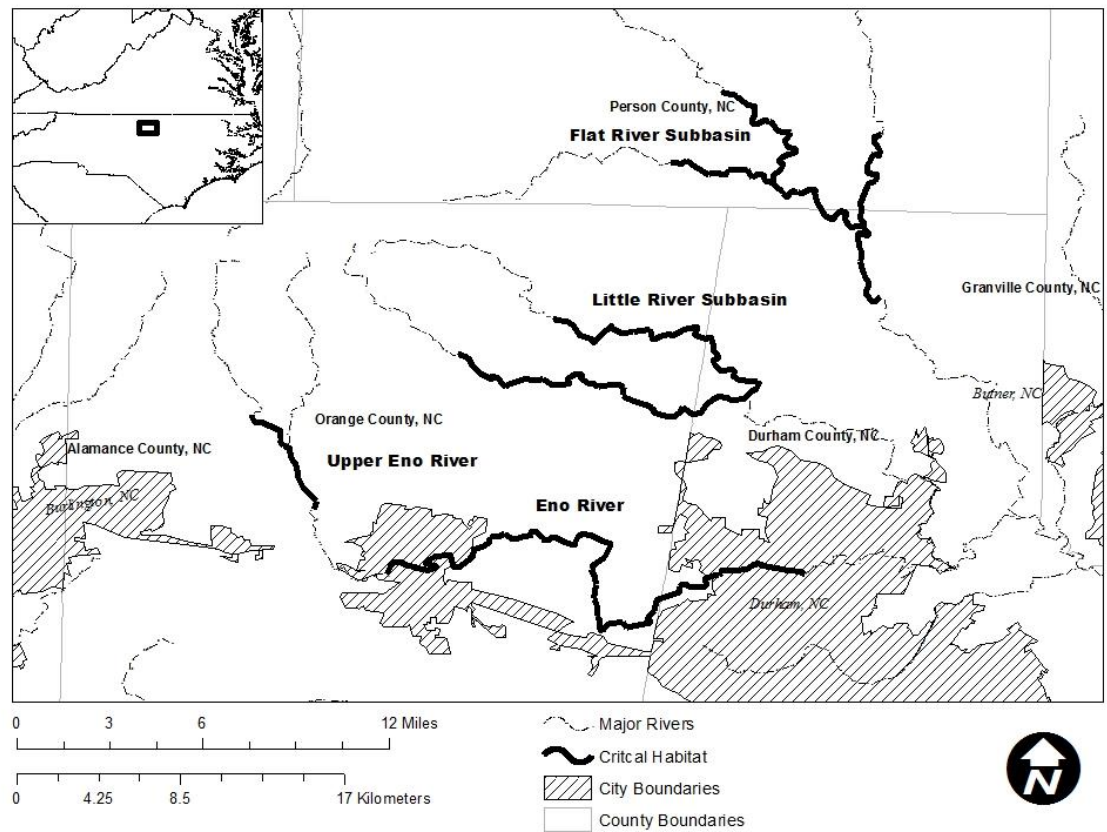 Person County, NC
Flat River Subbasin
Granville County, NC
Little River Subbasin
Butner, NC
Orange County, NC
Durham County, NC
Alamance County, NC
Upper Eno River
Burlington, NC
Eno River
Durham, NC
0 3 6 12 Miles
0 4.25 8.5 17 Kilometers
Major Rivers
Critcal Habitat
City Boundaries
County Boundaries
N